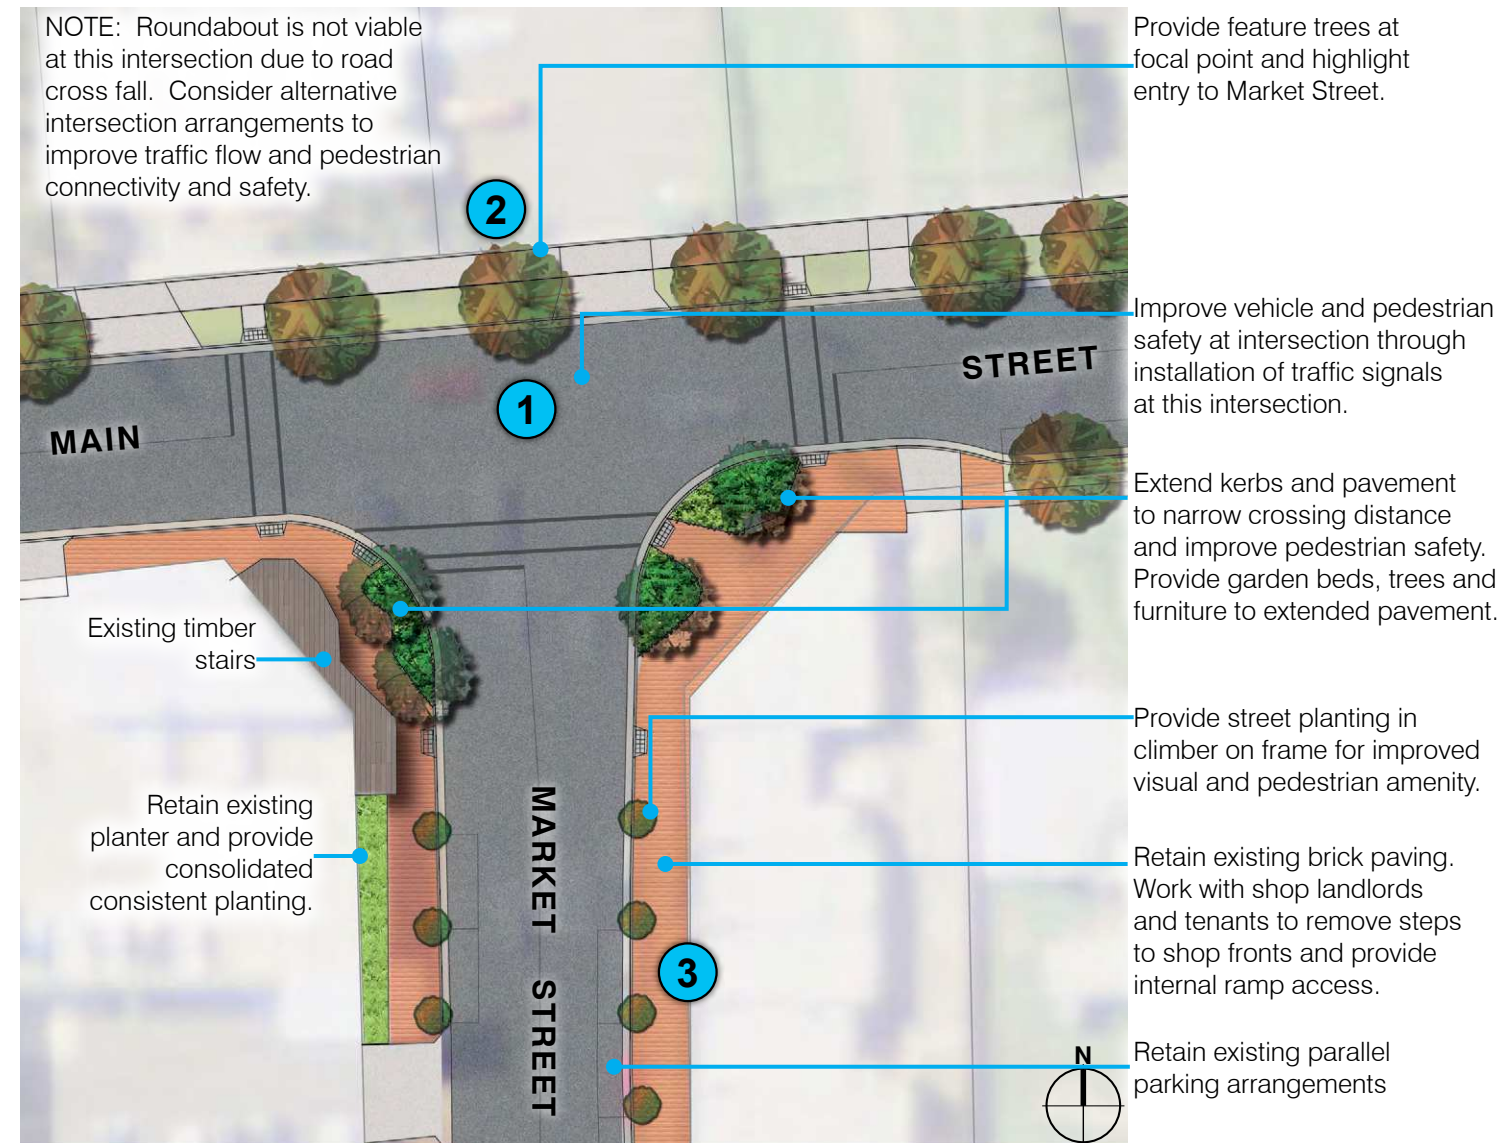 NOTE:  Roundabout is not viable
at this intersection due to road
cross fall.  Consider alternative
intersection arrangements to
improve traffic flow and pedestrian
connectivity and safety.
Provide feature trees at
focal point and highlight
entry to Market Street.
2
Improve vehicle and pedestrian
safety at intersection through
installation of traffic signals
at this intersection.
1
MAIN STREET
Extend kerbs and pavement
to narrow crossing distance
and improve pedestrian safety.
Provide garden beds, trees and
furniture to extended pavement.
Existing timber
stairs
Provide street planting in
climber on frame for improved
visual and pedestrian amenity.
Retain existing
planter and provide
consolidated
consistent planting.
MARKET STREET
Retain existing brick paving.
Work with shop landlords
and tenants to remove steps
to shop fronts and provide
internal ramp access.
3
N
Retain existing parallel
parking arrangements